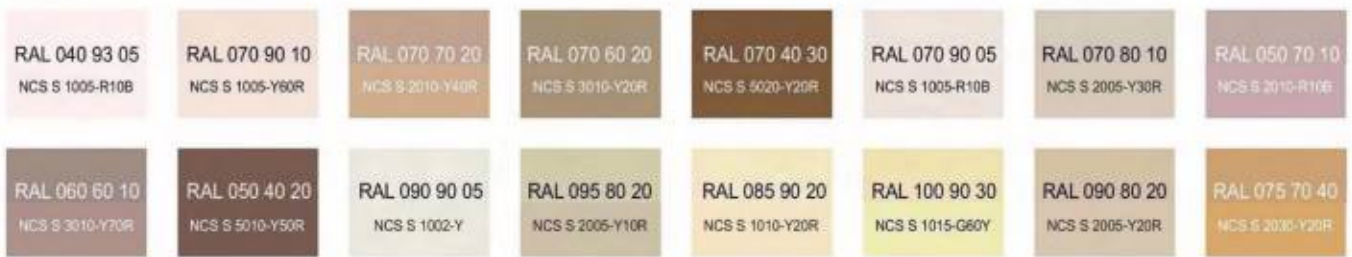 RAL 040 93 05
NCS S 1005-R10B
RAL 070 90 10
NCS S 1005-Y60R
RAL 070 70 20
NCS S 2010-Y40R
RAL 070 60 20
NCS S 3010-Y20R
RAL 070 40 30
NCS S 5020-Y20R
RAL 070 90 05
NCS S 1005-R10B
RAL 070 80 10
NCS S 2005-Y30R
RAL 050 70 10
NCS S 2010-R10B
RAL 060 60 10
NCS S 3010-Y70R
RAL 050 40 20
NCS S 5010-Y50R
RAL 090 90 05
NCS S 1002-Y
RAL 095 80 20
NCS S 2005-Y10R
RAL 085 90 20
NCS S 1010-Y20R
RAL 100 90 30
NCS S 1015-G60Y
RAL 090 80 20
NCS S 2005-Y20R
RAL 075 70 40
NCS S 2030-Y20R